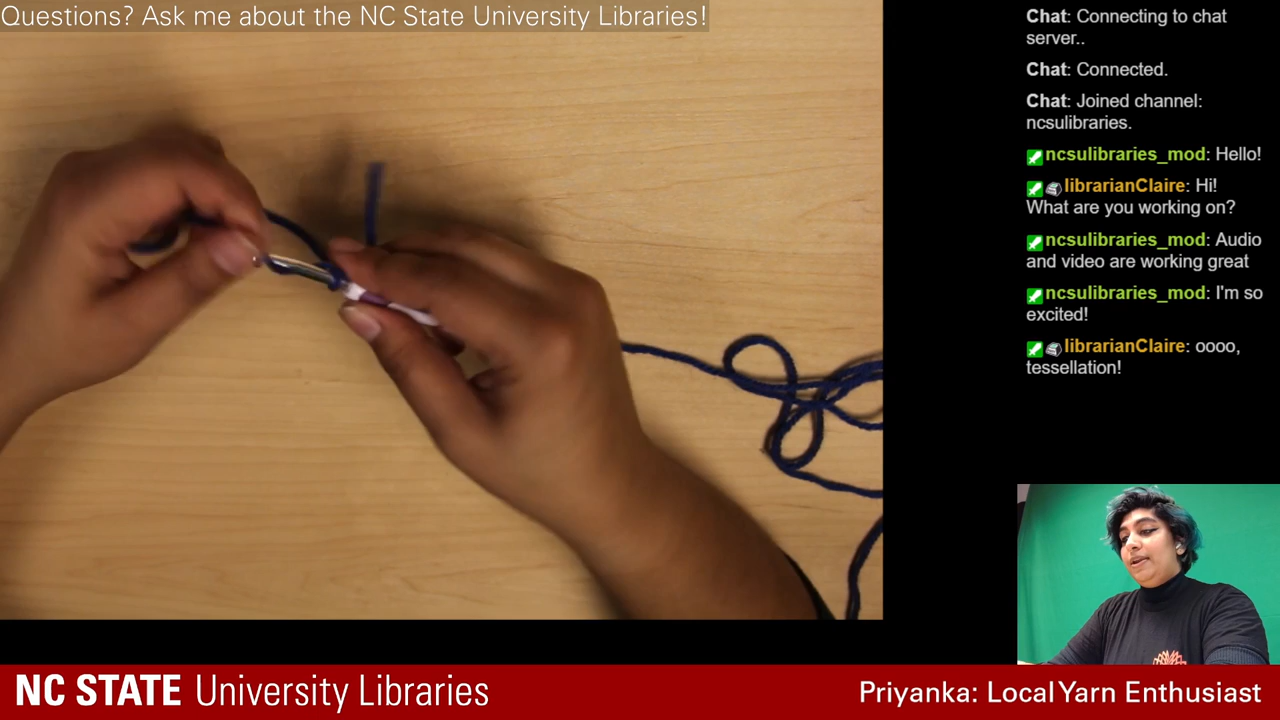 Questions? Ask me about the NC State University Libraries!
Chat: Connecting to chat
server..
Chat: Connected.
Chat: Joined channel:
ncsulibraries.
ncsulibraries_mod: Hello!
librarianClaire: Hi!
What are you working on?
ncsulibraries_mod: Audio
and video are working great
ncsulibraries_mod: I'm so
excited!
librarianClaire: oooo,
tessellation!
NC STATE University Libraries
Priyanka: Local Yarn Enthusiast